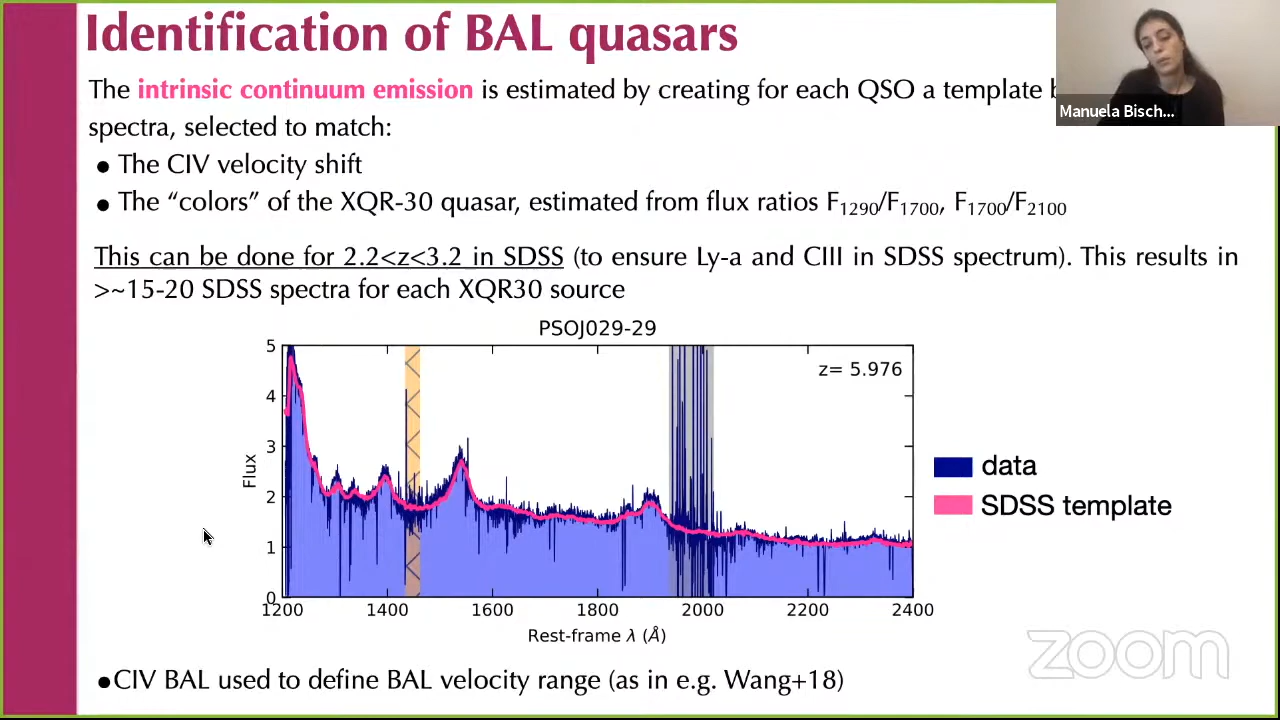 Identification of BAL quasars
The intrinsic continuum emission is estimated by creating for each QSO a template
spectra, selected to match:
● The CIV velocity shift
● The “colors” of the XQR-30 quasar, estimated from flux ratios F1290/F1700, F1700/F2100
This can be done for 2.2<z<3.2 in SDSS (to ensure Ly-a and CIII in SDSS spectrum). This results in
>~15-20 SDSS spectra for each XQR30 source
PSOJ029-29
z= 5.976
Flux
5
4
3
2
1
0
1200 1400 1600 1800 2000 2200 2400
Rest-frame λ (Å)
data
SDSS template
●CIV BAL used to define BAL velocity range (as in e.g. Wang+18)
Manuela Bisch...
zoom